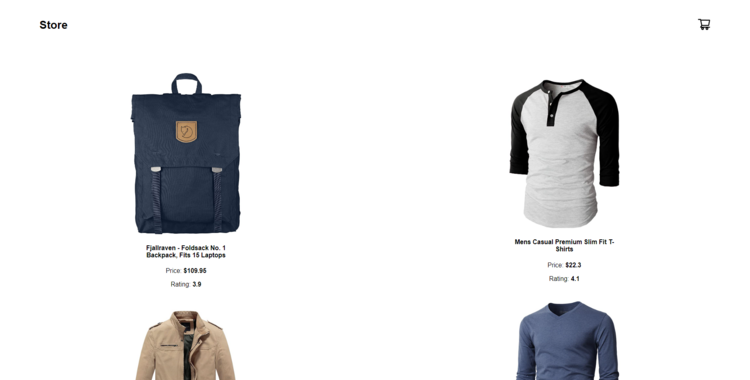 Store
Fjallraven - Foldsack No. 1
Backpack, Fits 15 Laptops
Price: $109.95
Rating: 3.9
Mens Casual Premium Slim Fit T-
Shirts
Price: $22.3
Rating: 4.1